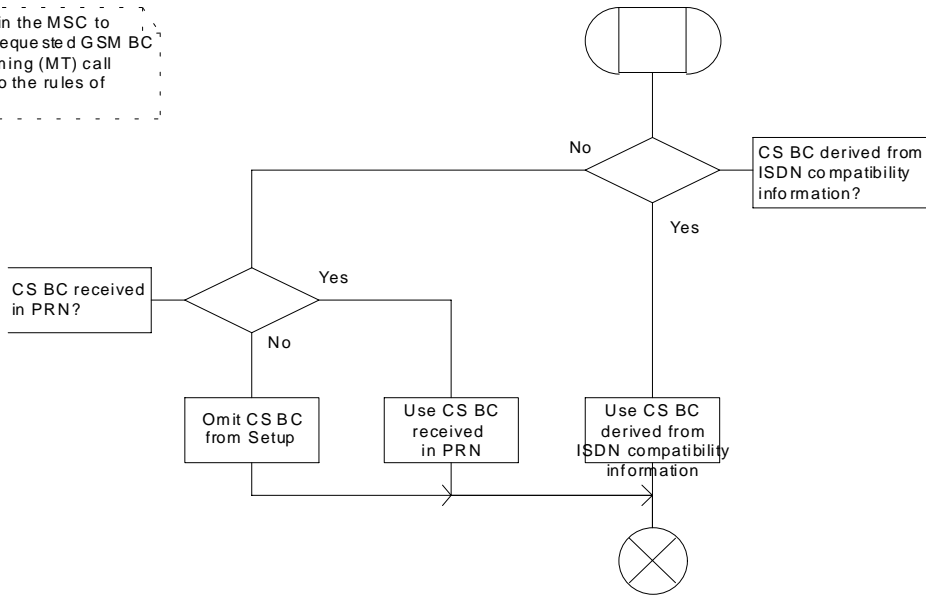 in the MSC to
requested GSM BC
ming (MT) call
o the rules of
No
CS BC derived from
ISDN compatibility
information?
Yes
CS BC received
in PRN?
Yes
No
Omit CS BC
from Setup
Use CS BC
received
in PRN
Use CS BC
derived from
ISDN compatibility
information